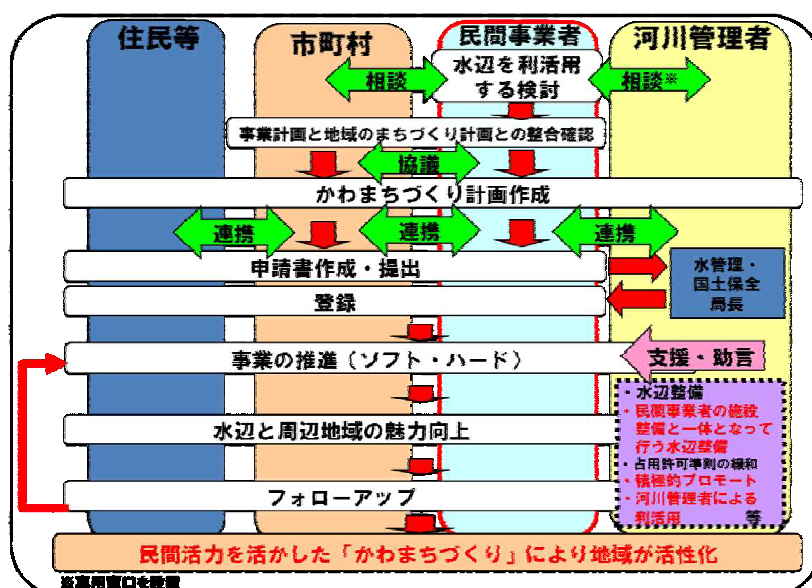 住民等
市町村
民間事業者
河川管理者
相談
水辺を利活用
する検討
相談※
事業計画と地域のまちづくり計画との整合確認
協議
かわまちづくり計画作成
連携
連携
連携
申請書作成・提出
水管理・
国土保全
局長
登録
事業の推進（ソフト・ハード）
支援・助言
・水辺整備
・民間事業者の施設
整備と一体となって
行う水辺整備
・占用許可準則の緩和
・積極的プロモート
・河川管理者による
利活用 等
水辺と周辺地域の魅力向上
フォローアップ
民間活力を活かした「かわまちづくり」により地域が活性化
※専用窓口を設置